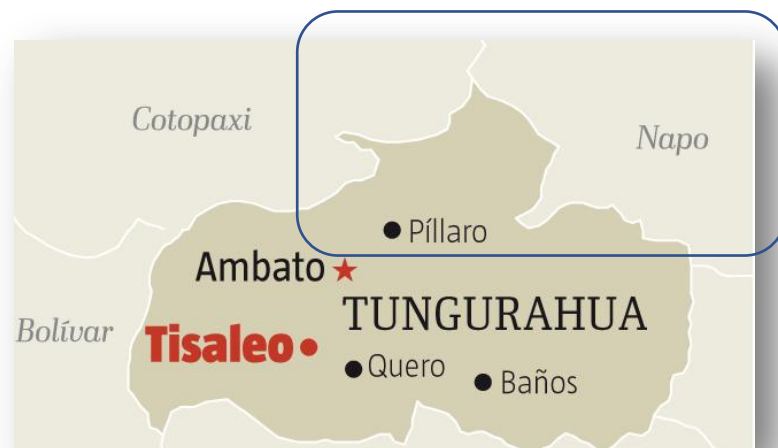 Cotopaxi
Napo
Píllaro
Ambato
TUNGURAHUA
Bolívar
Tisaleo
Quero
Baños